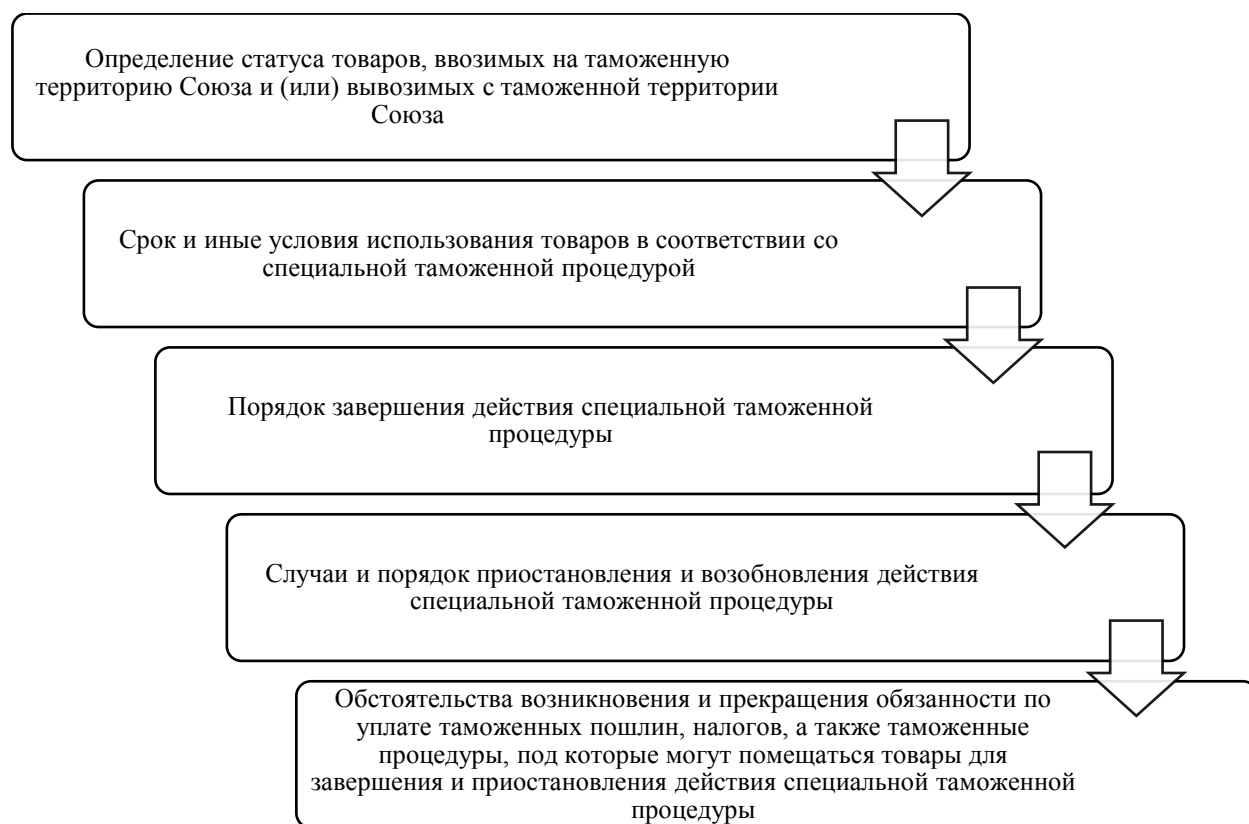 Определение статуса товаров, ввозимых на таможенную
территорию Союза и (или) вывозимых с таможенной территории
Союза
Срок и иные условия использования товаров в соответствии со
специальной таможенной процедурой
Порядок завершения действия специальной таможенной
процедуры
Случаи и порядок приостановления и возобновления действия
специальной таможенной процедуры
Обстоятельства возникновения и прекращения обязанности по
уплате таможенных пошлин, налогов, а также таможенные
процедуры, под которые могут помещаться товары для
завершения и приостановления действия специальной таможенной
процедуры